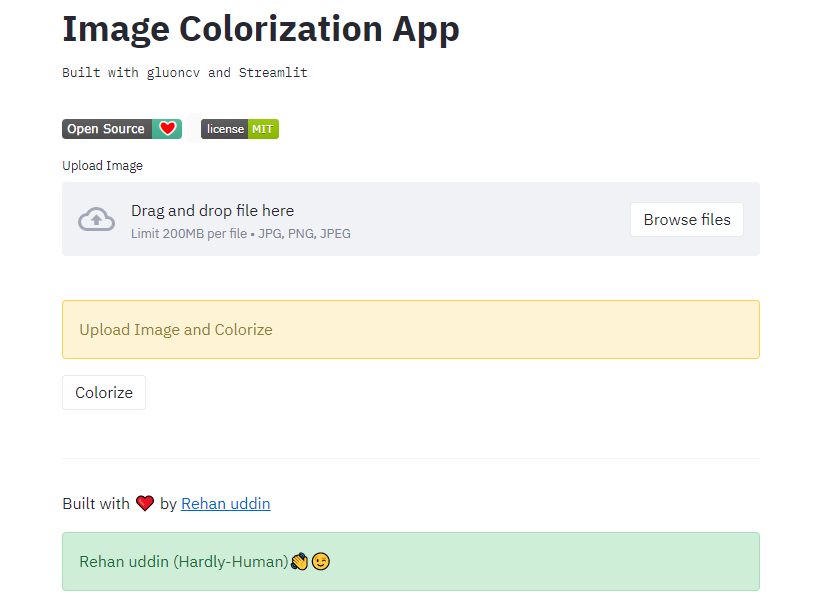 Image Colorization App
Built with gluoncv and Streamlit
Open Source license MIT
Upload Image
Drag and drop file here
Limit 200MB per file • JPG, PNG, JPEG
Browse files
Upload Image and Colorize
Colorize
Built with ❤️ by Rehan uddin
Rehan uddin (Hardly-Human)👏😉